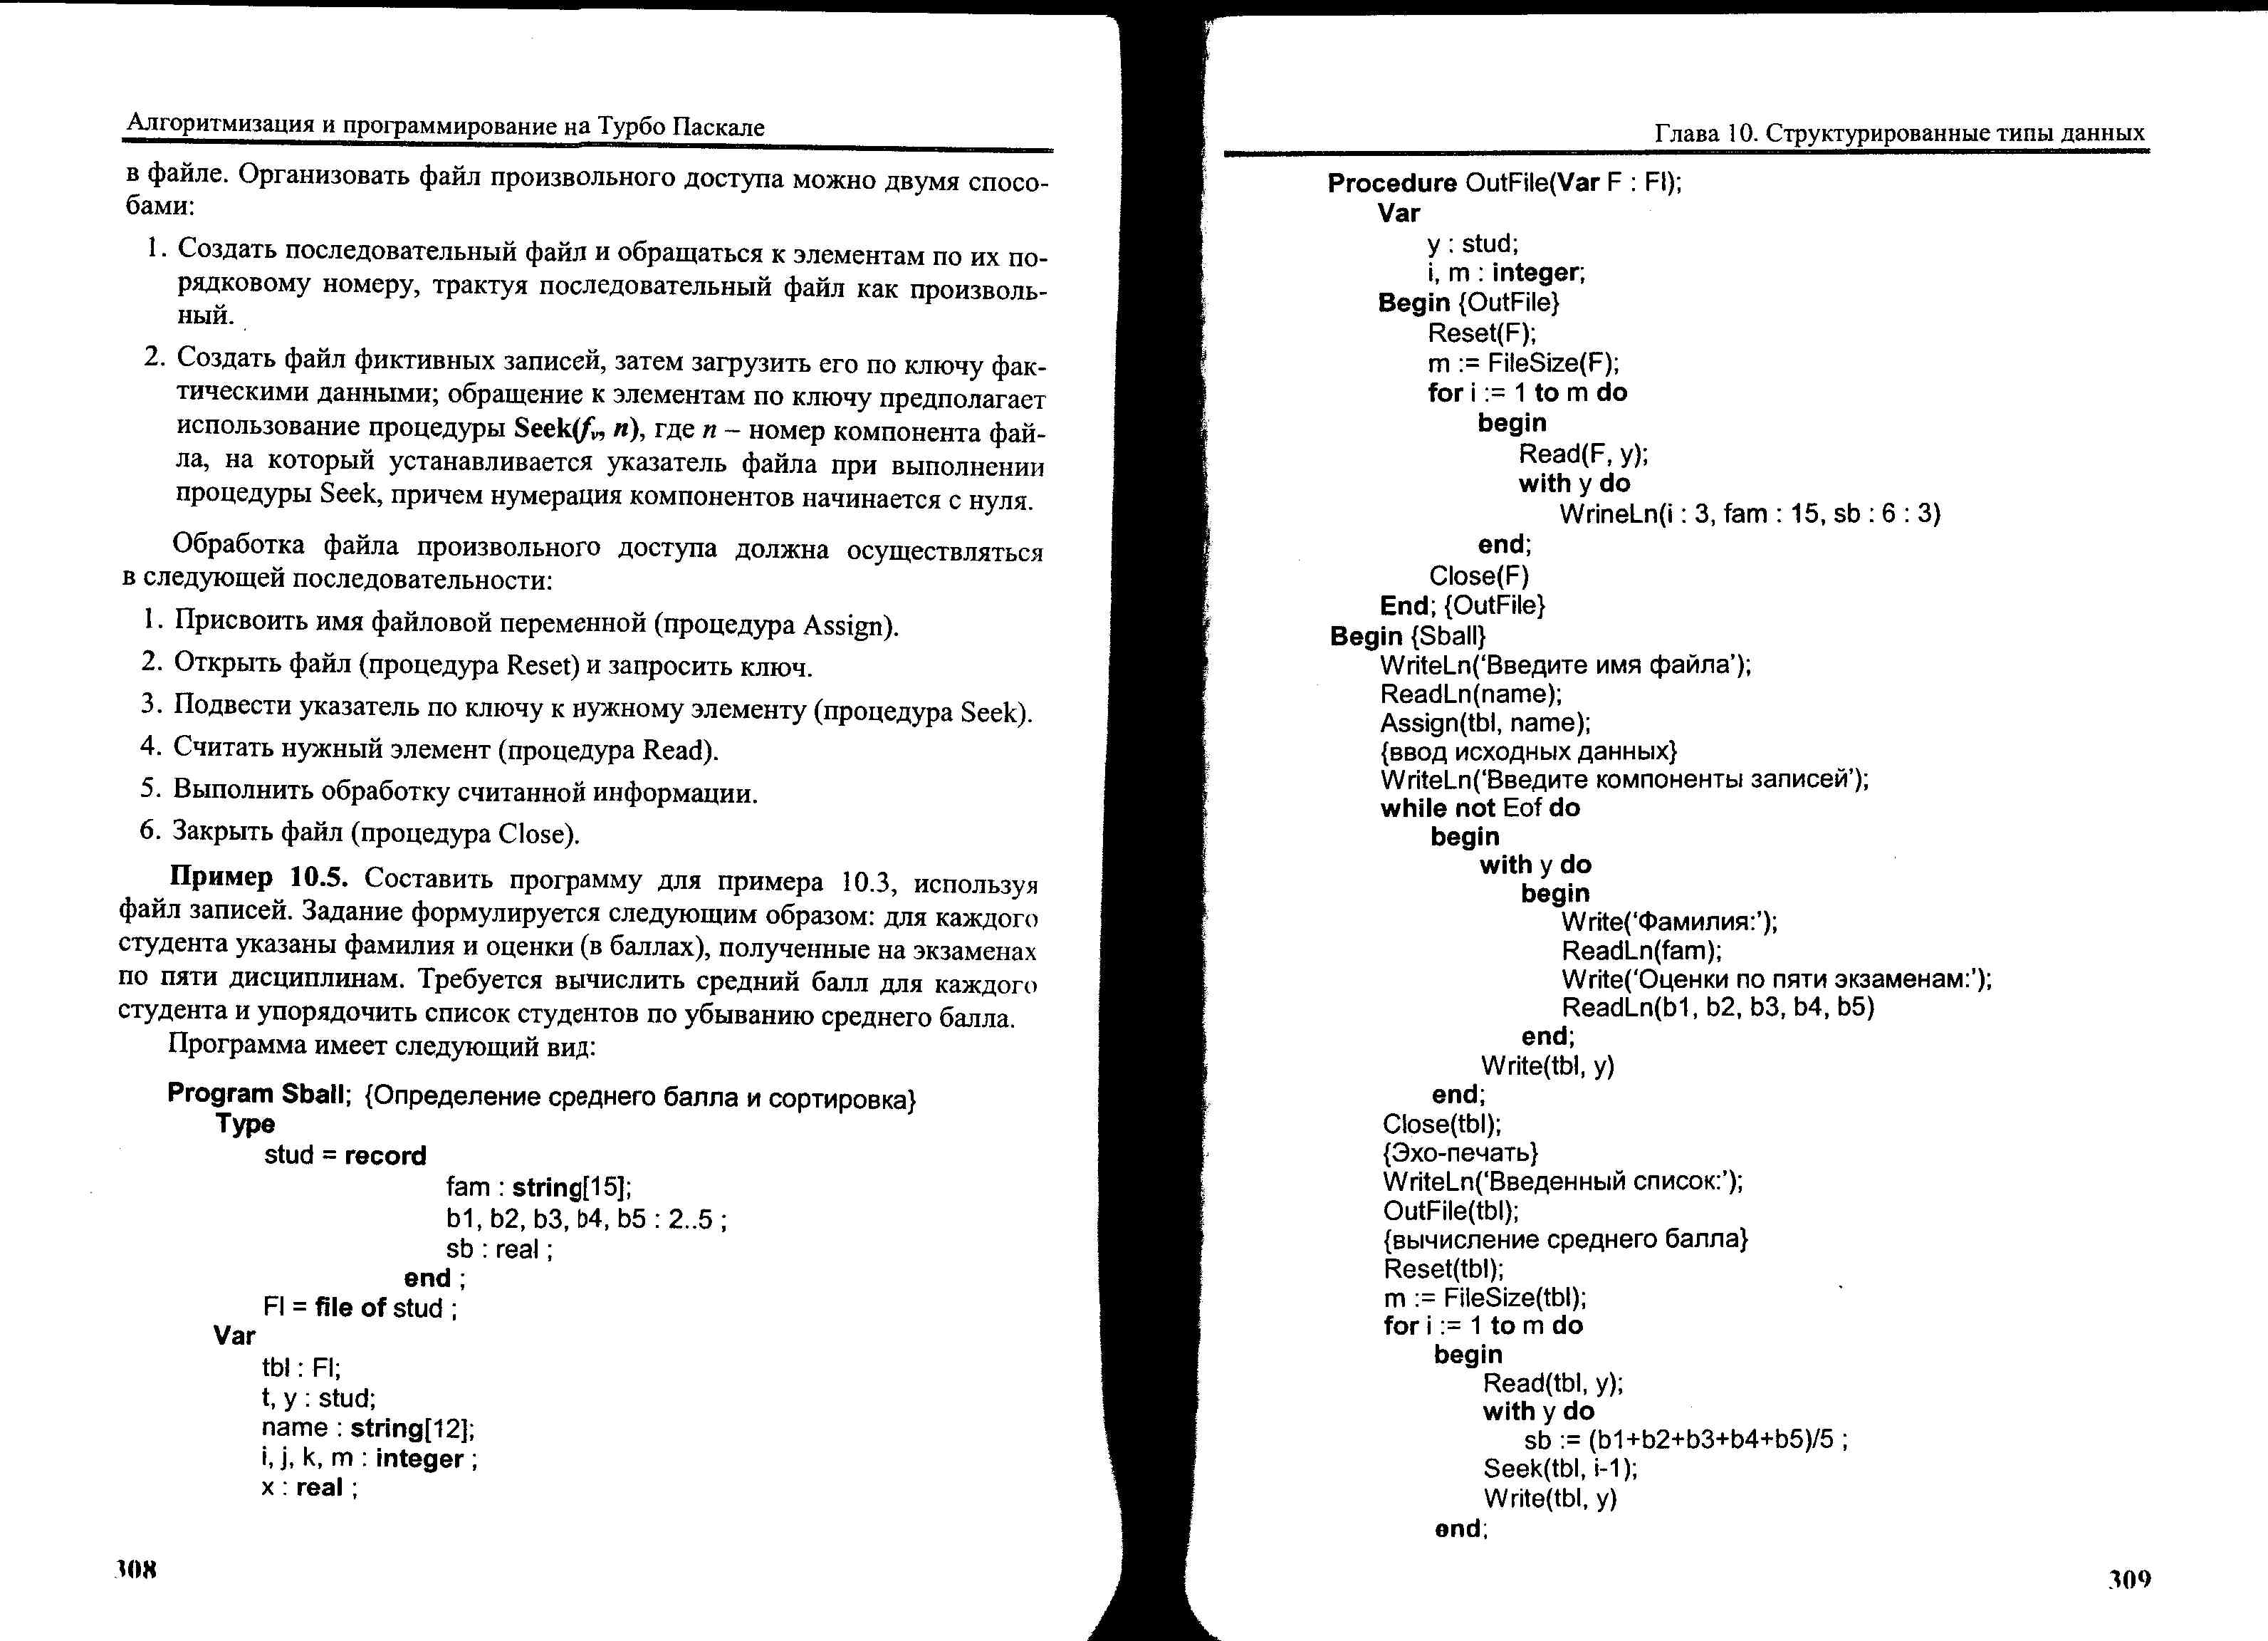 Алгоритмизация и программирование на Турбо Паскале
в файле. Организовать файл произвольного доступа можно двумя спосо-
бами:
1. Создать последовательный файл и обращаться к элементам по их по-
рядковому номеру, трактуя последовательный файл как произволь-
ный.
2. Создать файл фиктивных записей, затем загрузить его по ключу фак-
тическими данными; обращение к элементам по ключу предполагает
использование процедуры Seek(fv, n), где n – номер компонента фай-
ла, на который устанавливается указатель файла при выполнении
процедуры Seek, причем нумерация компонентов начинается с нуля.
Обработка файла произвольного доступа должна осуществляться
в следующей последовательности:
1. Присвоить имя файловой переменной (процедура Assign).
2. Открыть файл (процедура Reset) и запросить ключ.
3. Подвести указатель по ключу к нужному элементу (процедура Seek).
4. Считать нужный элемент (процедура Read).
5. Выполнить обработку считанной информации.
6. Закрыть файл (процедура Close).
Пример 10.5. Составить программу для примера 10.3, используя
файл записей. Задание формулируется следующим образом: для каждого
студента указаны фамилия и оценки (в баллах), полученные на экзаменах
по пяти дисциплинам. Требуется вычислить средний балл для каждого
студента и упорядочить список студентов по убыванию среднего балла.
Программа имеет следующий вид:
Program Sball; {Определение среднего балла и сортировка}
Type
stud = record
fam : string[15];
b1, b2, b3, b4, b5 : 2..5 ;
sb : real ;
end ;
Fl = file of stud ;
Var
tbl : Fl;
t, y : stud;
name : string[12];
i, j, k, m : integer ;
x : real ;
308
Глава 10. Структурированные типы данных
Procedure OutFile(Var F : Fl);
Var
y : stud;
i, m : integer;
Begin {OutFile}
Reset(F);
m := FileSize(F);
for i := 1 to m do
begin
Read(F, y);
with y do
WrineLn(i : 3, fam : 15, sb : 6 : 3)
end;
Close(F)
End; {OutFile}
Begin {Sball}
WriteLn(‘Введите имя файла’);
ReadLn(name);
Assign(tbl, name);
{ввод исходных данных}
WriteLn(‘Введите компоненты записей’);
while not Eof do
begin
with y do
begin
Write(‘Фамилия:’);
ReadLn(fam);
Write(‘Оценки по пяти экзаменам:’);
ReadLn(b1, b2, b3, b4, b5)
end;
Write(tbl, y)
end;
Close(tbl);
{Эхо-печать}
WriteLn(‘Введенный список:’);
OutFile(tbl);
{вычисление среднего балла}
Reset(tbl);
m := FileSize(tbl);
for i := 1 to m do
begin
Read(tbl, y);
with y do
sb := (b1+b2+b3+b4+b5)/5 ;
Seek(tbl, i-1);
Write(tbl, y)
end;
309